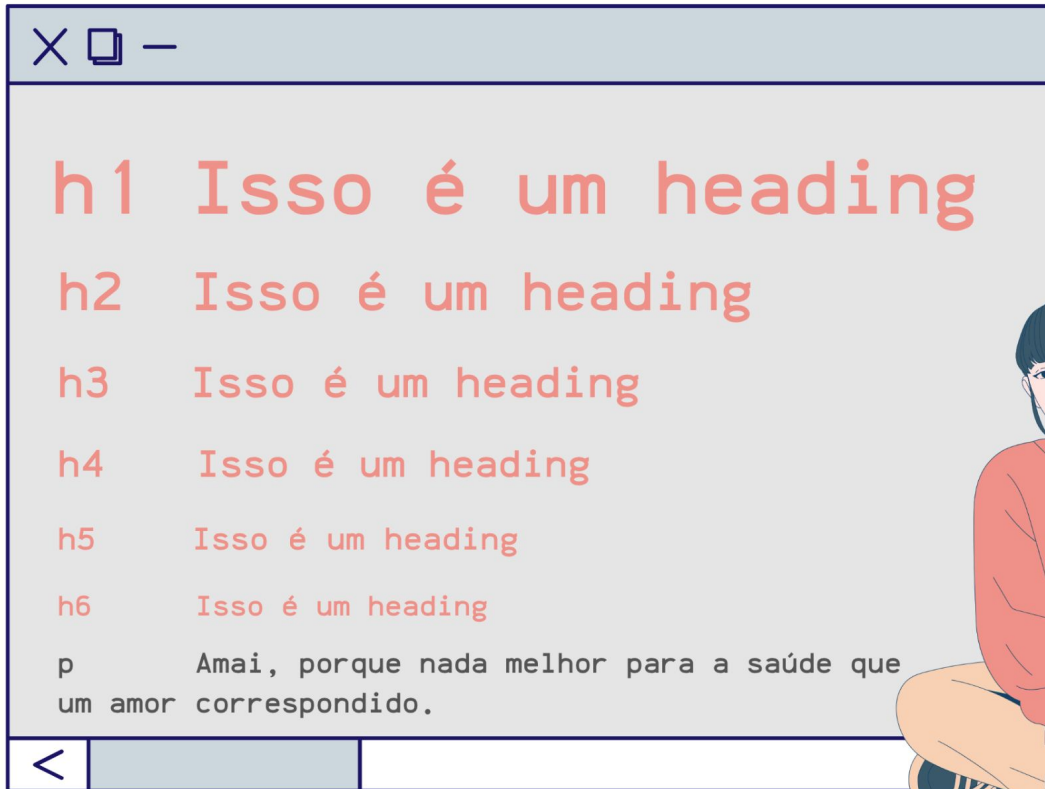 h1 Isso é um heading
h2 Isso é um heading
h3 Isso é um heading
h4 Isso é um heading
h5 Isso é um heading
h6 Isso é um heading
p Amai, porque nada melhor para a saúde que
um amor correspondido.